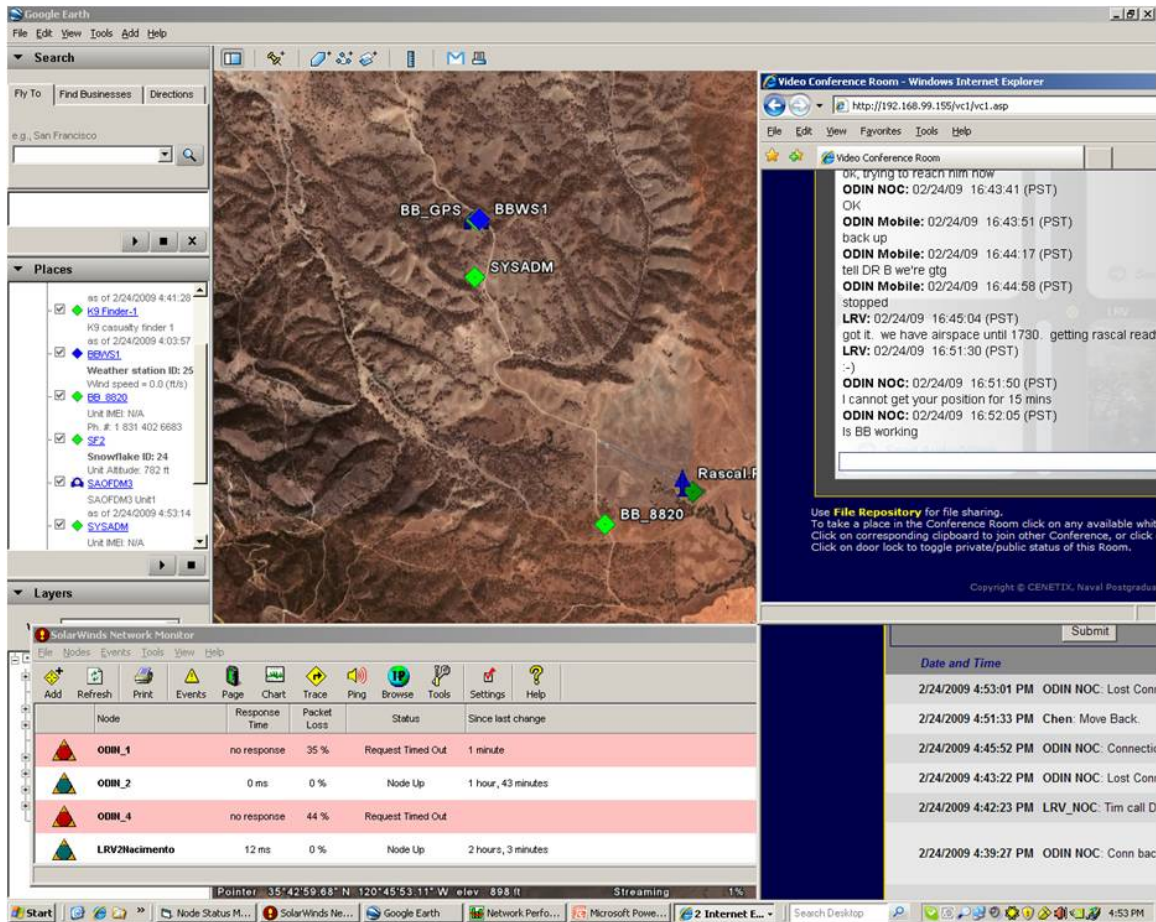 Google Earth
File Edit View Tools Add Help
Search
Fly To Find Businesses Directions
e.g., San Francisco
Places
as of 2/24/2009 4:41:28
K9 Finder-1
K9 casualty finder 1
as of 2/24/2009 4:03:57
BBWS1
Weather station ID: 25
Wind speed = 0.0 (ft/s)
BB_8820
Unit IMEI: N/A
Ph. #: 1 831 402 6683
SF2
Snowflake ID: 24
Unit Altitude: 782 ft
SAOFDM3
SAOFDM3 Unit1
as of 2/24/2009 4:53:14
SYSADM
Unit IMEI: N/A
Layers
BB_GPS BBWS1
SYSADM
Rascal.
BB_8820
Video Conference Room - Windows Internet Explorer
http://192.168.99.155/vc1/vc1.asp
File Edit View Favorites Tools Help
Video Conference Room
ok, trying to reach him now
ODIN NOC: 02/24/09 16:43:41 (PST)
OK
ODIN Mobile: 02/24/09 16:43:51 (PST)
back up
ODIN Mobile: 02/24/09 16:44:17 (PST)
tell DR B we're gtg
ODIN Mobile: 02/24/09 16:44:58 (PST)
stopped
LRV: 02/24/09 16:45:04 (PST)
got it. we have airspace until 1730. getting rascal read
LRV: 02/24/09 16:51:30 (PST)
:-)
ODIN NOC: 02/24/09 16:51:50 (PST)
I cannot get your position for 15 mins
ODIN NOC: 02/24/09 16:52:05 (PST)
Is BB working
Use File Repository for file sharing.
To take a place in the Conference Room click on any available whit
Click on corresponding clipboard to join other Conference, or click
Click on door lock to toggle private/public status of this Room.
Copyright © CENETIX, Naval Postgradus
SolarWinds Network Monitor
File Nodes Events Tools View Help
Add Refresh Print Events Page Chart Trace Ping Browse Tools Settings Help
Node Response Time Packet Loss Status Since last change
ODIN_1 no response 35 % Request Timed Out 1 minute
ODIN_2 0 ms 0 % Node Up 1 hour, 43 minutes
ODIN_4 no response 44 % Request Timed Out
LRV2Nacimento 12 ms 0 % Node Up 2 hours, 3 minutes
Submit
Date and Time
2/24/2009 4:53:01 PM ODIN NOC: Lost Conn
2/24/2009 4:51:33 PM Chen: Move Back.
2/24/2009 4:45:52 PM ODIN NOC: Connectio
2/24/2009 4:43:22 PM ODIN NOC: Lost Conn
2/24/2009 4:42:23 PM LRV_NOC: Tim call D
2/24/2009 4:39:27 PM ODIN NOC: Conn bac
Pointer 35°42'59.68" N 120°45'53.11" W elev 898 ft Streaming 1%
Start Node Status M... SolarWinds Ne... Google Earth Network Perfo... Microsoft Powe... 2 Internet E... Search Desktop 4:53 PM